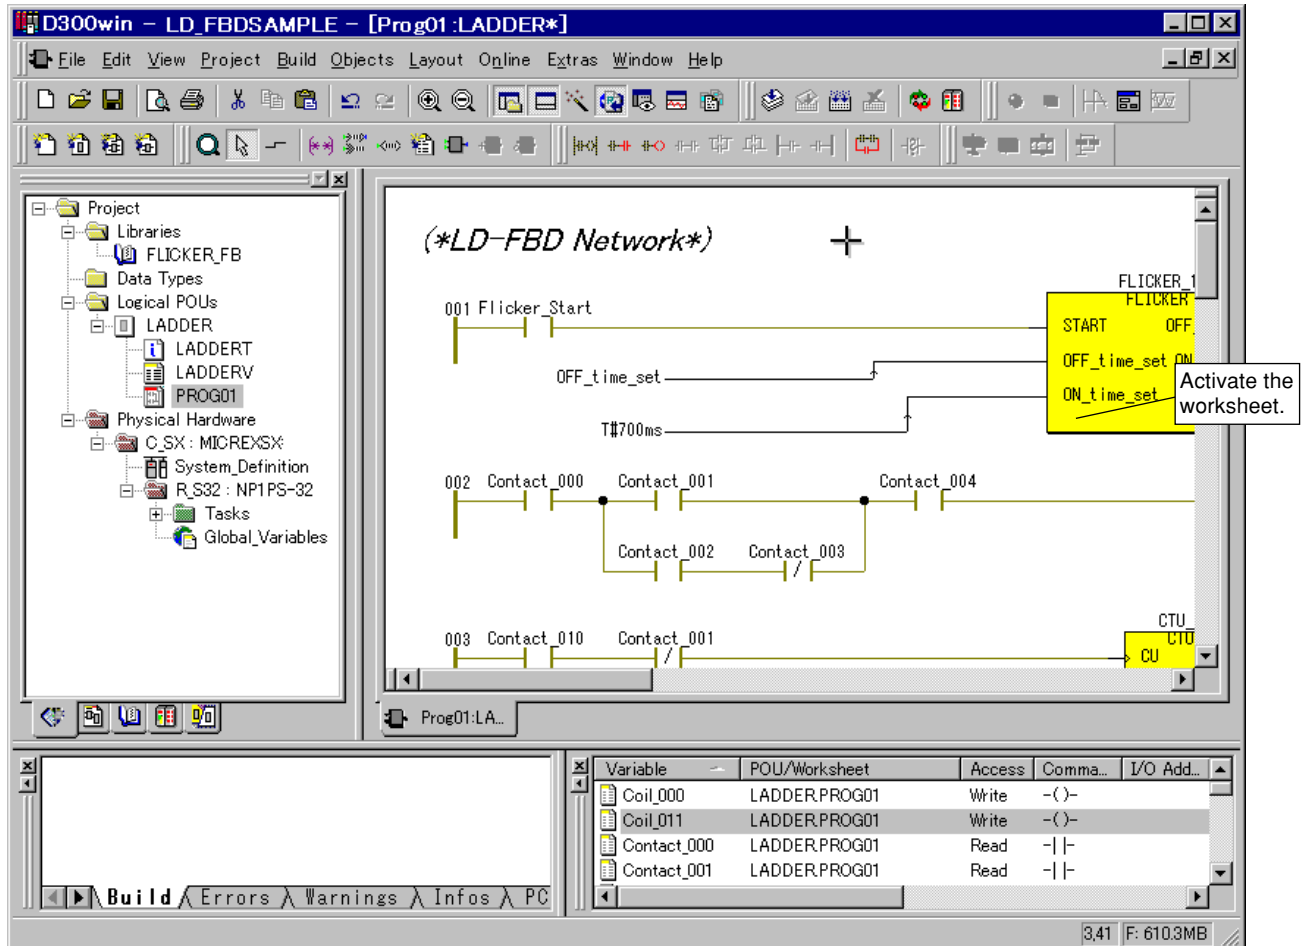 D300win - LD_FBDSAMPLE - [Prog01:LADDER*]
File Edit View Project Build Objects Layout Online Extras Window Help
Project
Libraries
FLICKER_FB
Data Types
Logical POUs
LADDER
LADDERT
LADDERV
PROG01
Physical Hardware
C_SX : MICREXSX
System_Definition
R_S32 : NP1PS-32
Tasks
Global_Variables
(*LD-FBD Network*)
FLICKER_1
FLICKER
001 Flicker_Start
START OFF_
OFF_time_set ON
OFF_time_set
ON_time_set
T#700ms
Activate the
worksheet.
002 Contact_000 Contact_001 Contact_004
Contact_002 Contact_003
CTU_
CTU
003 Contact_010 Contact_001
CU
Prog01:LA...
Variable POU/Worksheet Access Comma... I/O Add...
Coil_000 LADDER.PROG01 Write -( )-
Coil_011 LADDER.PROG01 Write -( )-
Contact_000 LADDER.PROG01 Read -| |-
Contact_001 LADDER.PROG01 Read -| |-
Build Errors Warnings Infos PC
3,41 F: 610.3MB